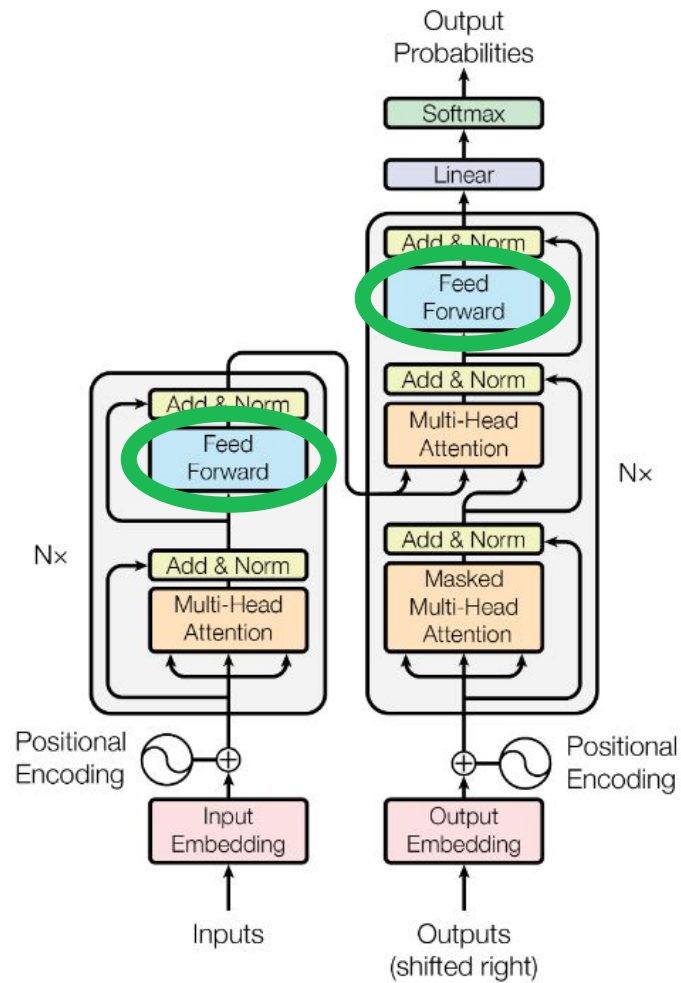 Output
Probabilities
Softmax
Linear
Add & Norm
Feed
Forward
Add & Norm
Multi-Head
Attention
Nx
Add & Norm
Masked
Multi-Head
Attention
Add & Norm
Feed
Forward
Nx
Add & Norm
Multi-Head
Attention
Positional
Encoding
Positional
Encoding
Input
Embedding
Output
Embedding
Inputs
Outputs
(shifted right)